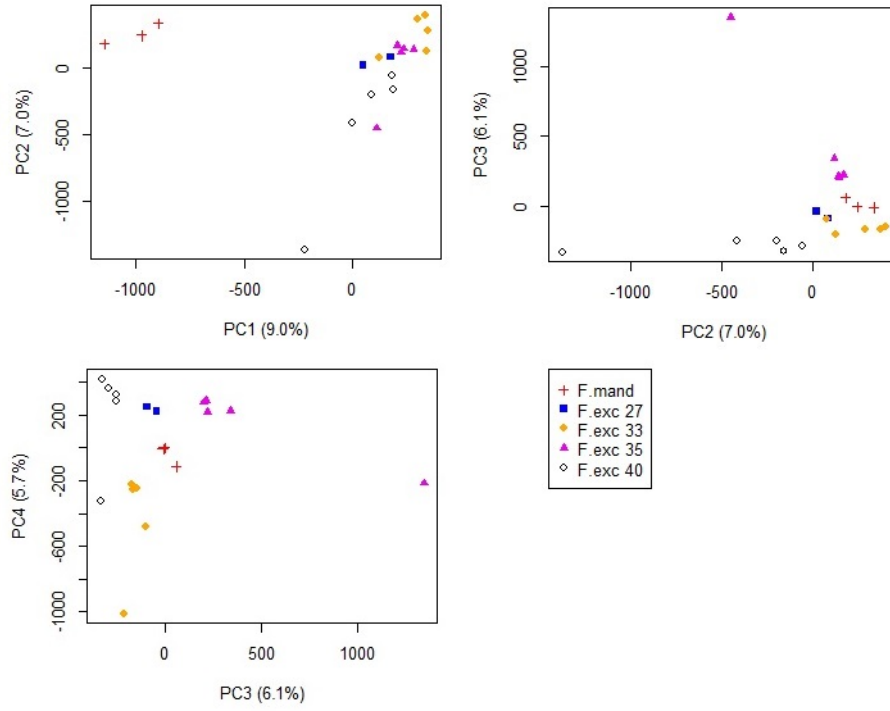 0
-500
-1000
PC2 (7.0%)
-1000 -500 0
PC1 (9.0%)
1000
500
0
PC3 (6.1%)
-1000 -500 0
PC2 (7.0%)
200
-200
-600
-1000
PC4 (5.7%)
0 500 1000
PC3 (6.1%)
F.mand
F.exc 27
F.exc 33
F.exc 35
F.exc 40